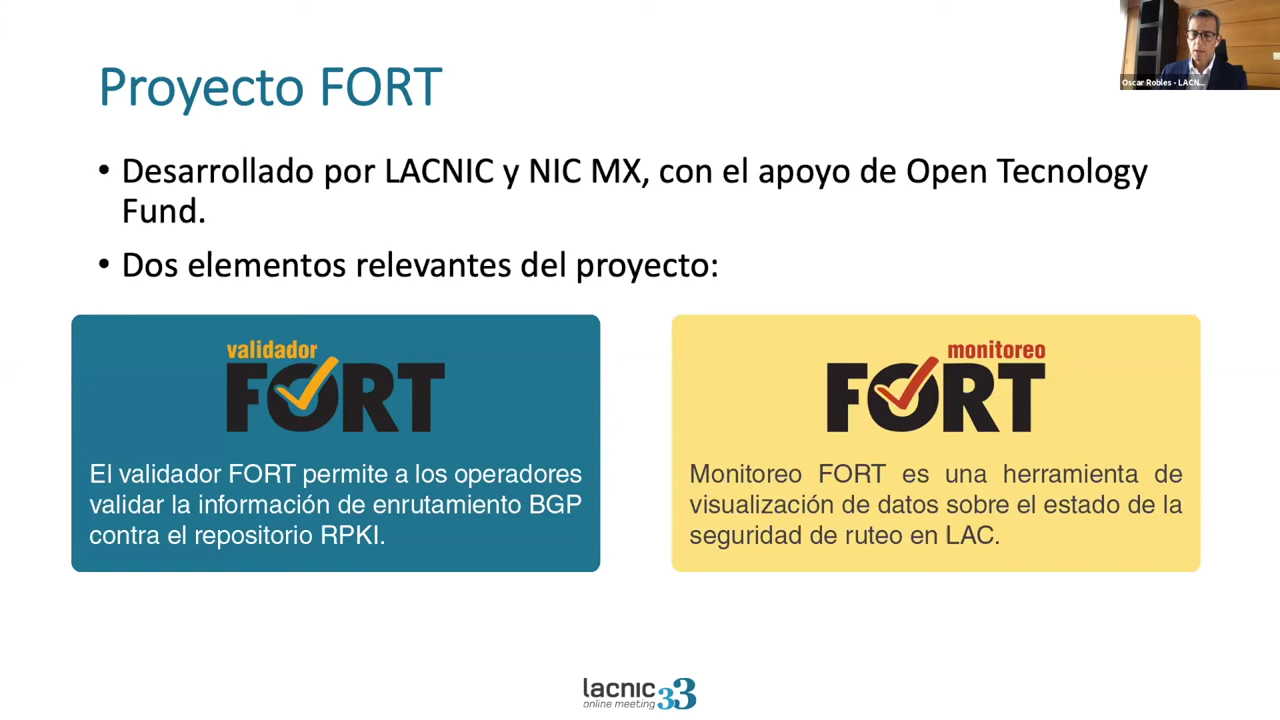 Proyecto FORT
Oscar Robles - LACN...
• Desarrollado por LACNIC y NIC MX, con el apoyo de Open Tecnology
Fund.
• Dos elementos relevantes del proyecto:
validador
FORT
El validador FORT permite a los operadores
validar la información de enrutamiento BGP
contra el repositorio RPKI.
monitoreo
FORT
Monitoreo FORT es una herramienta de
visualización de datos sobre el estado de la
seguridad de ruteo en LAC.
lacnic 33
online meeting